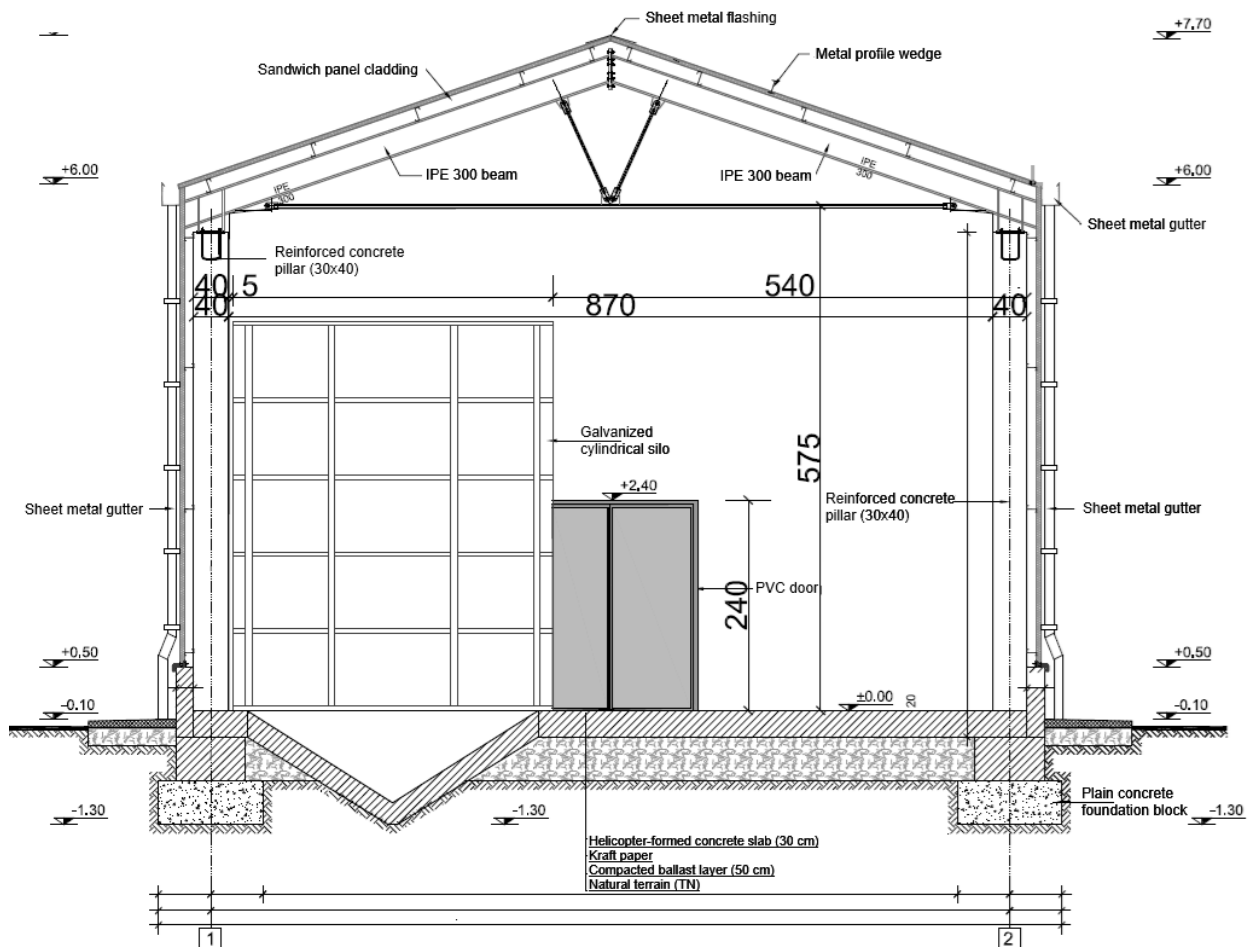 Sheet metal flashing
+7.70
Metal profile wedge
Sandwich panel cladding
+6.00
IPE 300 beam
IPE 300 beam
+6.00
IPE
300
IPE
300
Sheet metal gutter
Reinforced concrete
pillar (30x40)
40 5 540
40 870 40
Galvanized
cylindrical silo
575
+2.40
Reinforced concrete
pillar (30x40)
Sheet metal gutter
Sheet metal gutter
240
PVC door
+0.50
+0.50
-0.10
±0.00
20
-0.10
Plain concrete
foundation block
-1.30
-1.30
-1.30
Helicopter-formed concrete slab (30 cm)
Kraft paper
Compacted ballast layer (50 cm)
Natural terrain (TN)
1
2